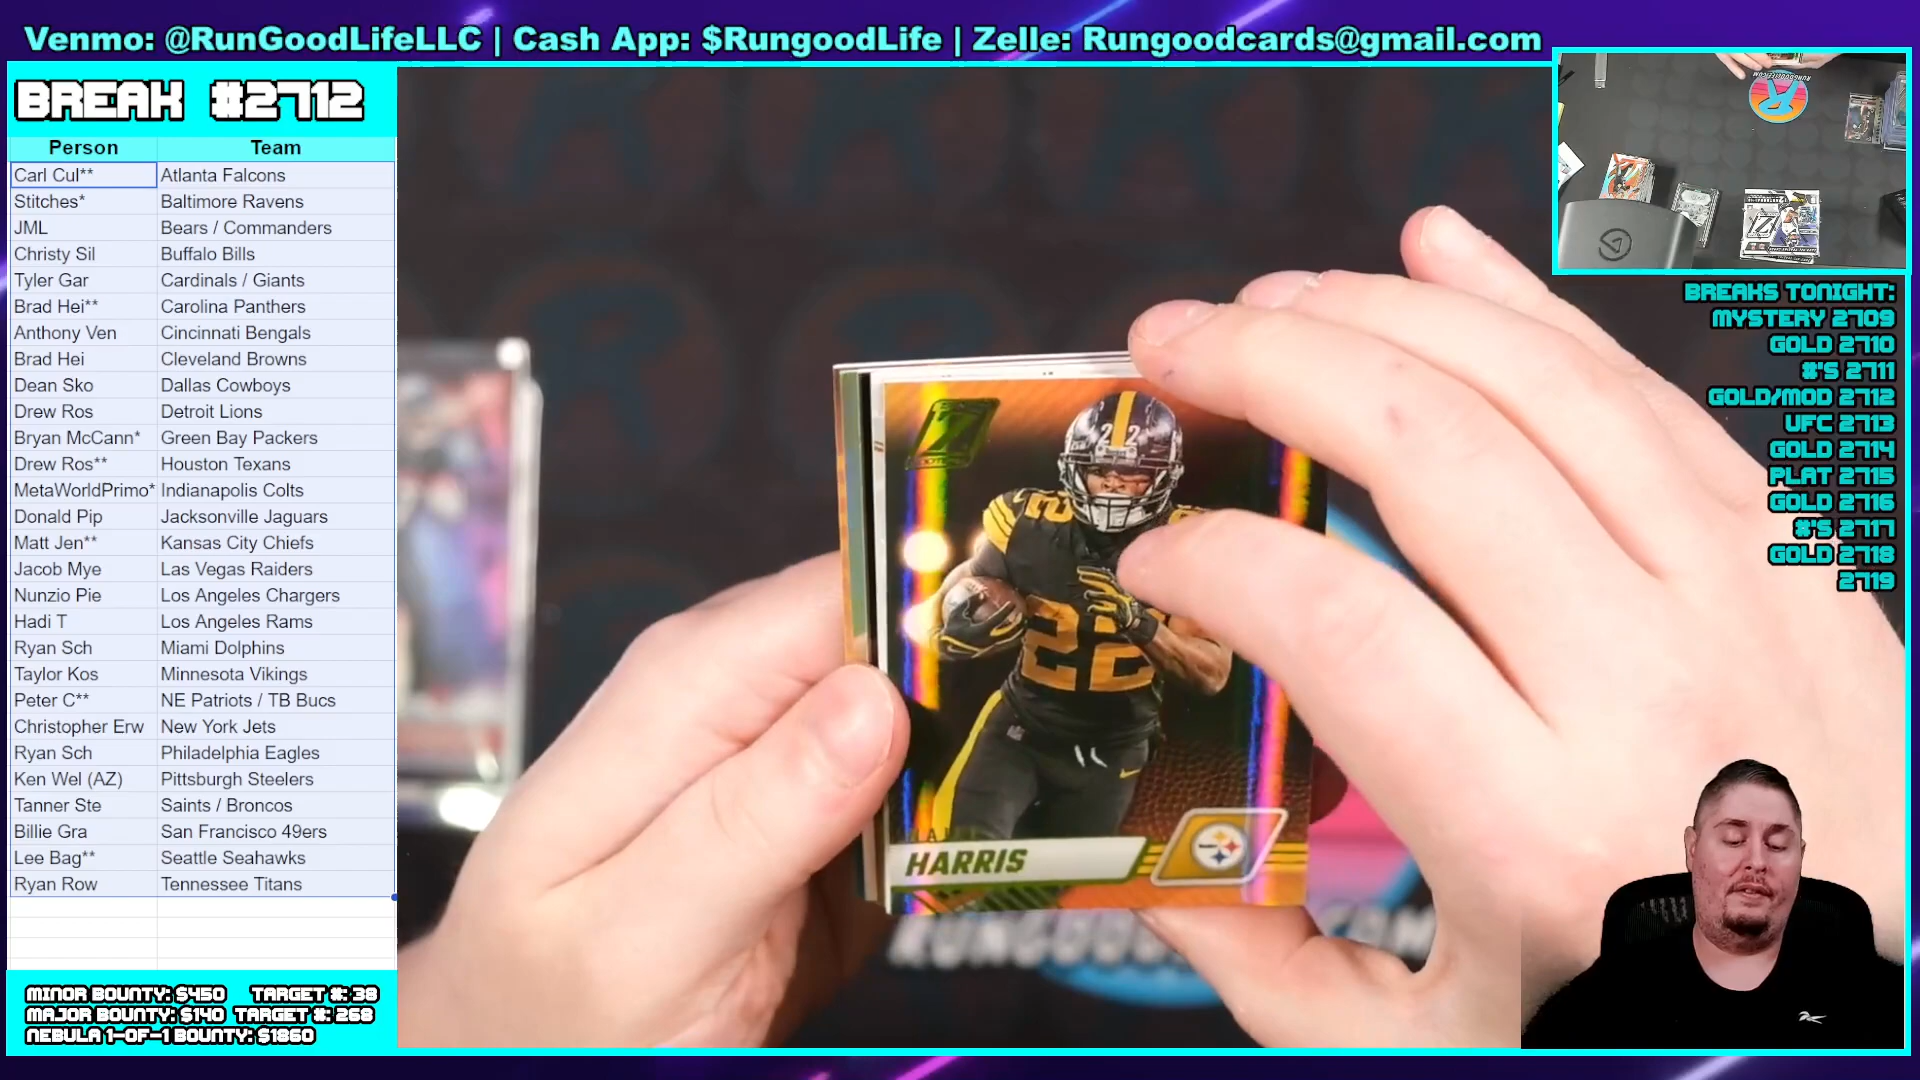 Venmo: @RunGoodLifeLLC | Cash App: $RungoodLife | Zelle: Rungoodcards@gmail.com
BREAK #2712
Person Team
Carl Cul** Atlanta Falcons
Stitches* Baltimore Ravens
JML Bears / Commanders
Christy Sil Buffalo Bills
Tyler Gar Cardinals / Giants
Brad Hei** Carolina Panthers
Anthony Ven Cincinnati Bengals
Brad Hei Cleveland Browns
Dean Sko Dallas Cowboys
Drew Ros Detroit Lions
Bryan McCann* Green Bay Packers
Drew Ros** Houston Texans
MetaWorldPrimo* Indianapolis Colts
Donald Pip Jacksonville Jaguars
Matt Jen** Kansas City Chiefs
Jacob Mye Las Vegas Raiders
Nunzio Pie Los Angeles Chargers
Hadi T Los Angeles Rams
Ryan Sch Miami Dolphins
Taylor Kos Minnesota Vikings
Peter C** NE Patriots / TB Bucs
Christopher Erw New York Jets
Ryan Sch Philadelphia Eagles
Ken Wel (AZ) Pittsburgh Steelers
Tanner Ste Saints / Broncos
Billie Gra San Francisco 49ers
Lee Bag** Seattle Seahawks
Ryan Row Tennessee Titans
MINOR BOUNTY: $450 TARGET #: 38
MAJOR BOUNTY: $140 TARGET #: 268
NEBULA 1-OF-1 BOUNTY: $1860
Z
22
22
HARRIS
BREAKS TONIGHT:
MYSTERY 2709
GOLD 2710
#'S 2711
GOLD/MOD 2712
UFC 2713
GOLD 2714
PLAT 2715
GOLD 2716
#'S 2717
GOLD 2718
2719